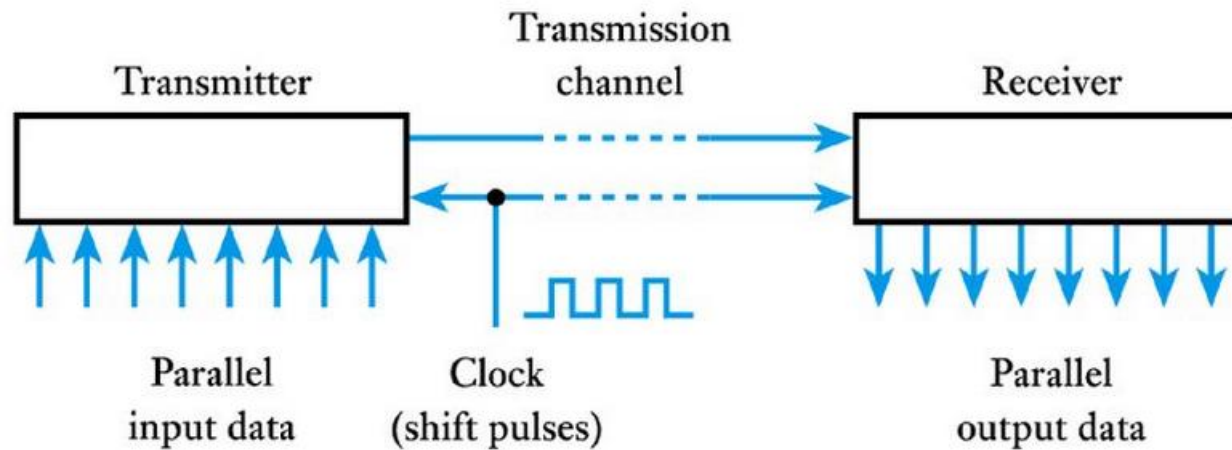 Transmission
channel
Transmitter
Receiver
Parallel
input data
Clock
(shift pulses)
Parallel
output data